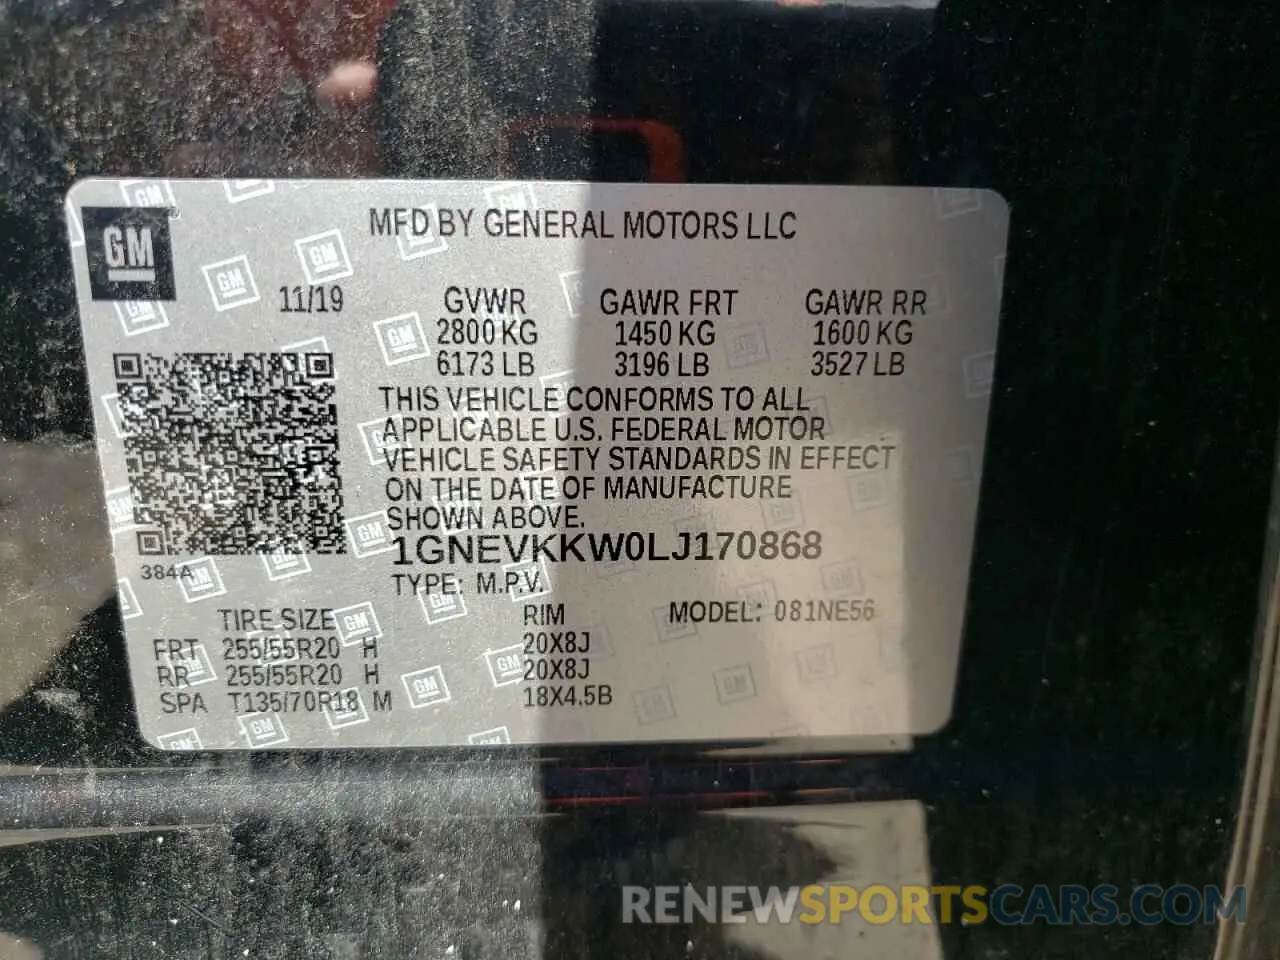 GM
MFD BY GENERAL MOTORS LLC
11/19 GVWR GAWR FRT GAWR RR
2800 KG 1450 KG 1600 KG
6173 LB 3196 LB 3527 LB
THIS VEHICLE CONFORMS TO ALL
APPLICABLE U.S. FEDERAL MOTOR
VEHICLE SAFETY STANDARDS IN EFFECT
ON THE DATE OF MANUFACTURE
SHOWN ABOVE.
1GNEVKKW0LJ170868
384A
TYPE: M.P.V.
TIRE SIZE RIM MODEL: 081NE56
FRT 255/55R20 H 20X8J
RR 255/55R20 H 20X8J
SPA T135/70R18 M 18X4.5B
RENEWSPORTSCARS.COM